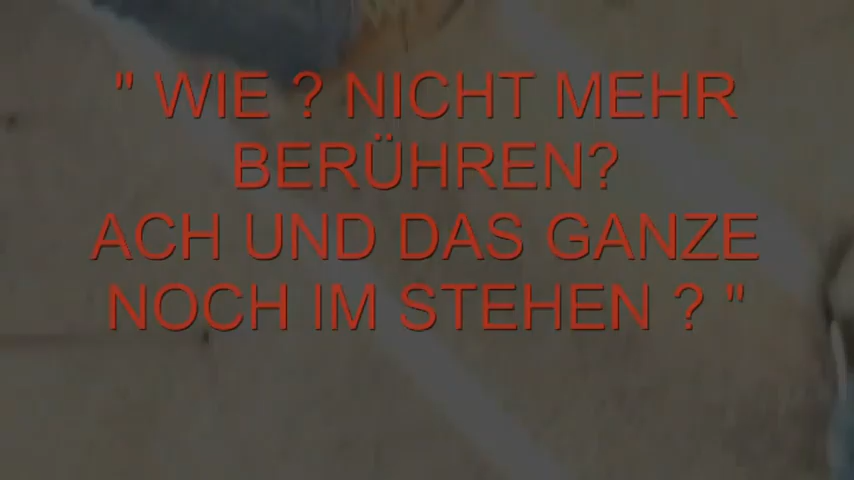 " WIE ? NICHT MEHR
BERÜHREN?
ACH UND DAS GANZE
NOCH IM STEHEN ? "